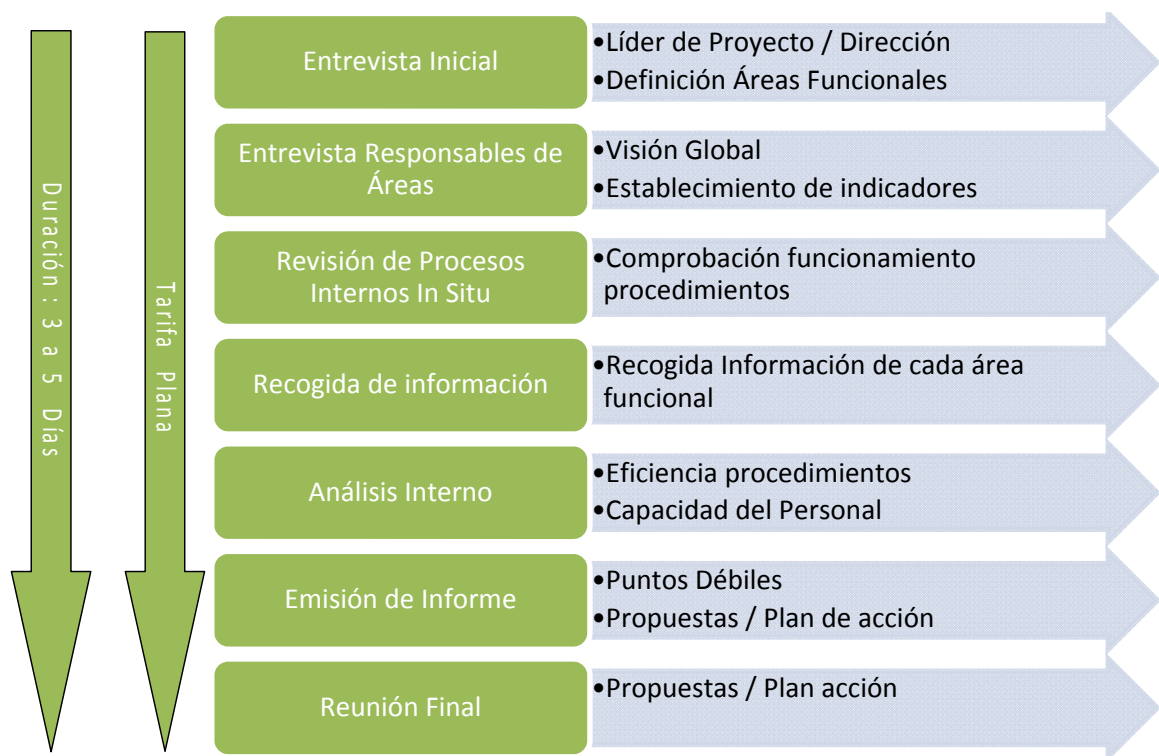 Duración: 3 a 5 Días
Tarifa Plana
Entrevista Inicial
•Líder de Proyecto / Dirección
•Definición Áreas Funcionales
Entrevista Responsables de
Áreas
•Visión Global
•Establecimiento de indicadores
Revisión de Procesos
Internos In Situ
•Comprobación funcionamiento
procedimientos
Recogida de información
•Recogida Información de cada área
funcional
Análisis Interno
•Eficiencia procedimientos
•Capacidad del Personal
Emisión de Informe
•Puntos Débiles
•Propuestas / Plan de acción
Reunión Final
•Propuestas / Plan acción